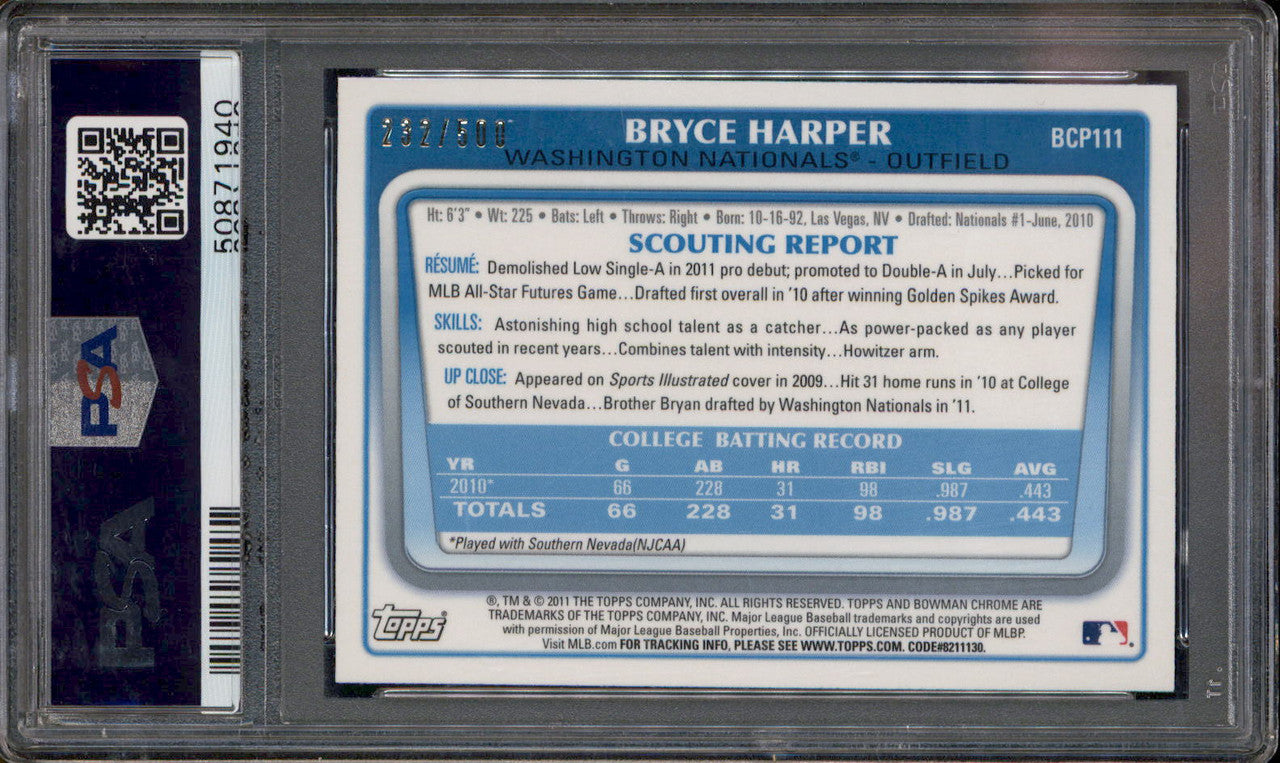 50871940
PSA
PSA
232/500
BRYCE HARPER
BCP111
WASHINGTON NATIONALS® - OUTFIELD
Ht: 6'3" • Wt: 225 • Bats: Left • Throws: Right • Born: 10-16-92, Las Vegas, NV • Drafted: Nationals #1-June, 2010
SCOUTING REPORT
RÉSUMÉ: Demolished Low Single-A in 2011 pro debut; promoted to Double-A in July...Picked for
MLB All-Star Futures Game...Drafted first overall in '10 after winning Golden Spikes Award.
SKILLS: Astonishing high school talent as a catcher...As power-packed as any player
scouted in recent years...Combines talent with intensity...Howitzer arm.
UP CLOSE: Appeared on Sports Illustrated cover in 2009...Hit 31 home runs in '10 at College
of Southern Nevada...Brother Bryan drafted by Washington Nationals in '11.
COLLEGE BATTING RECORD
YR G AB HR RBI SLG AVG
2010* 66 228 31 98 .987 .443
TOTALS 66 228 31 98 .987 .443
*Played with Southern Nevada(NJCAA)
®, TM & © 2011 THE TOPPS COMPANY, INC. ALL RIGHTS RESERVED. TOPPS AND BOWMAN CHROME ARE
TRADEMARKS OF THE TOPPS COMPANY, INC. Major League Baseball trademarks and copyrights are used
with permission of Major League Baseball Properties, Inc. OFFICIALLY LICENSED PRODUCT OF MLBP.
Visit MLB.com FOR TRACKING INFO, PLEASE SEE WWW.TOPPS.COM. CODE#8211130.
Topps®